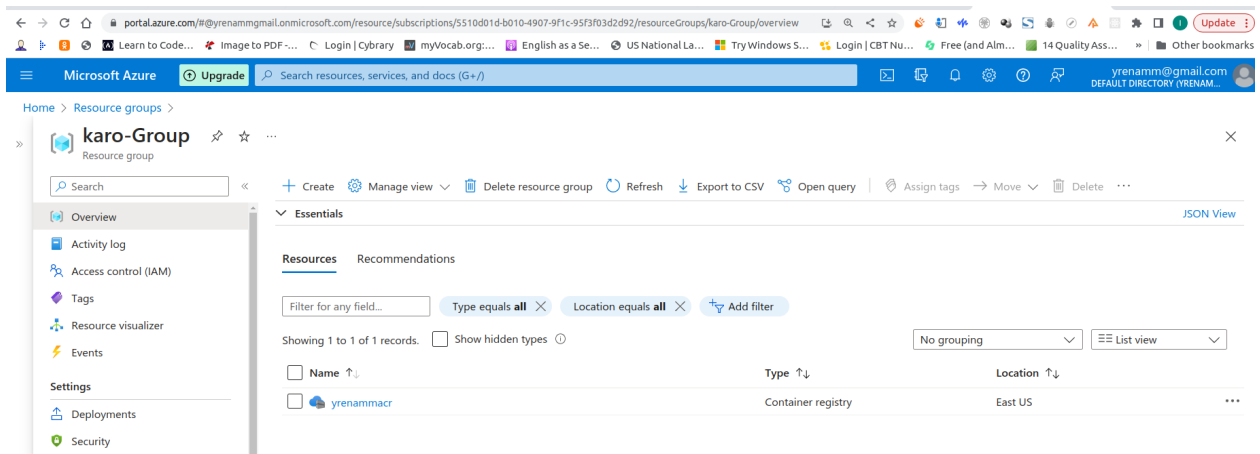 portal.azure.com/#@yrenammgmail.onmicrosoft.com/resource/subscriptions/5510d01d-b010-4907-9f1c-95f3f03d2d92/resourceGroups/karo-Group/overview
Update
Learn to Code... Image to PDF -... Login | Cybrary myVocab.org:... English as a Se... US National La... Try Windows S... Login | CBT Nu... Free (and Alm... 14 Quality Ass... » Other bookmarks
Microsoft Azure Upgrade Search resources, services, and docs (G+/) yrenamm@gmail.com
DEFAULT DIRECTORY (YRENAM...
Home > Resource groups >
karo-Group ...
Resource group
Search
Create Manage view Delete resource group Refresh Export to CSV Open query Assign tags Move Delete ...
Overview
Essentials JSON View
Activity log
Access control (IAM)
Resources Recommendations
Tags
Filter for any field... Type equals all Location equals all Add filter
Resource visualizer
Showing 1 to 1 of 1 records. Show hidden types No grouping List view
Events
Name Type Location
Settings
yrenammacr Container registry East US ...
Deployments
Security